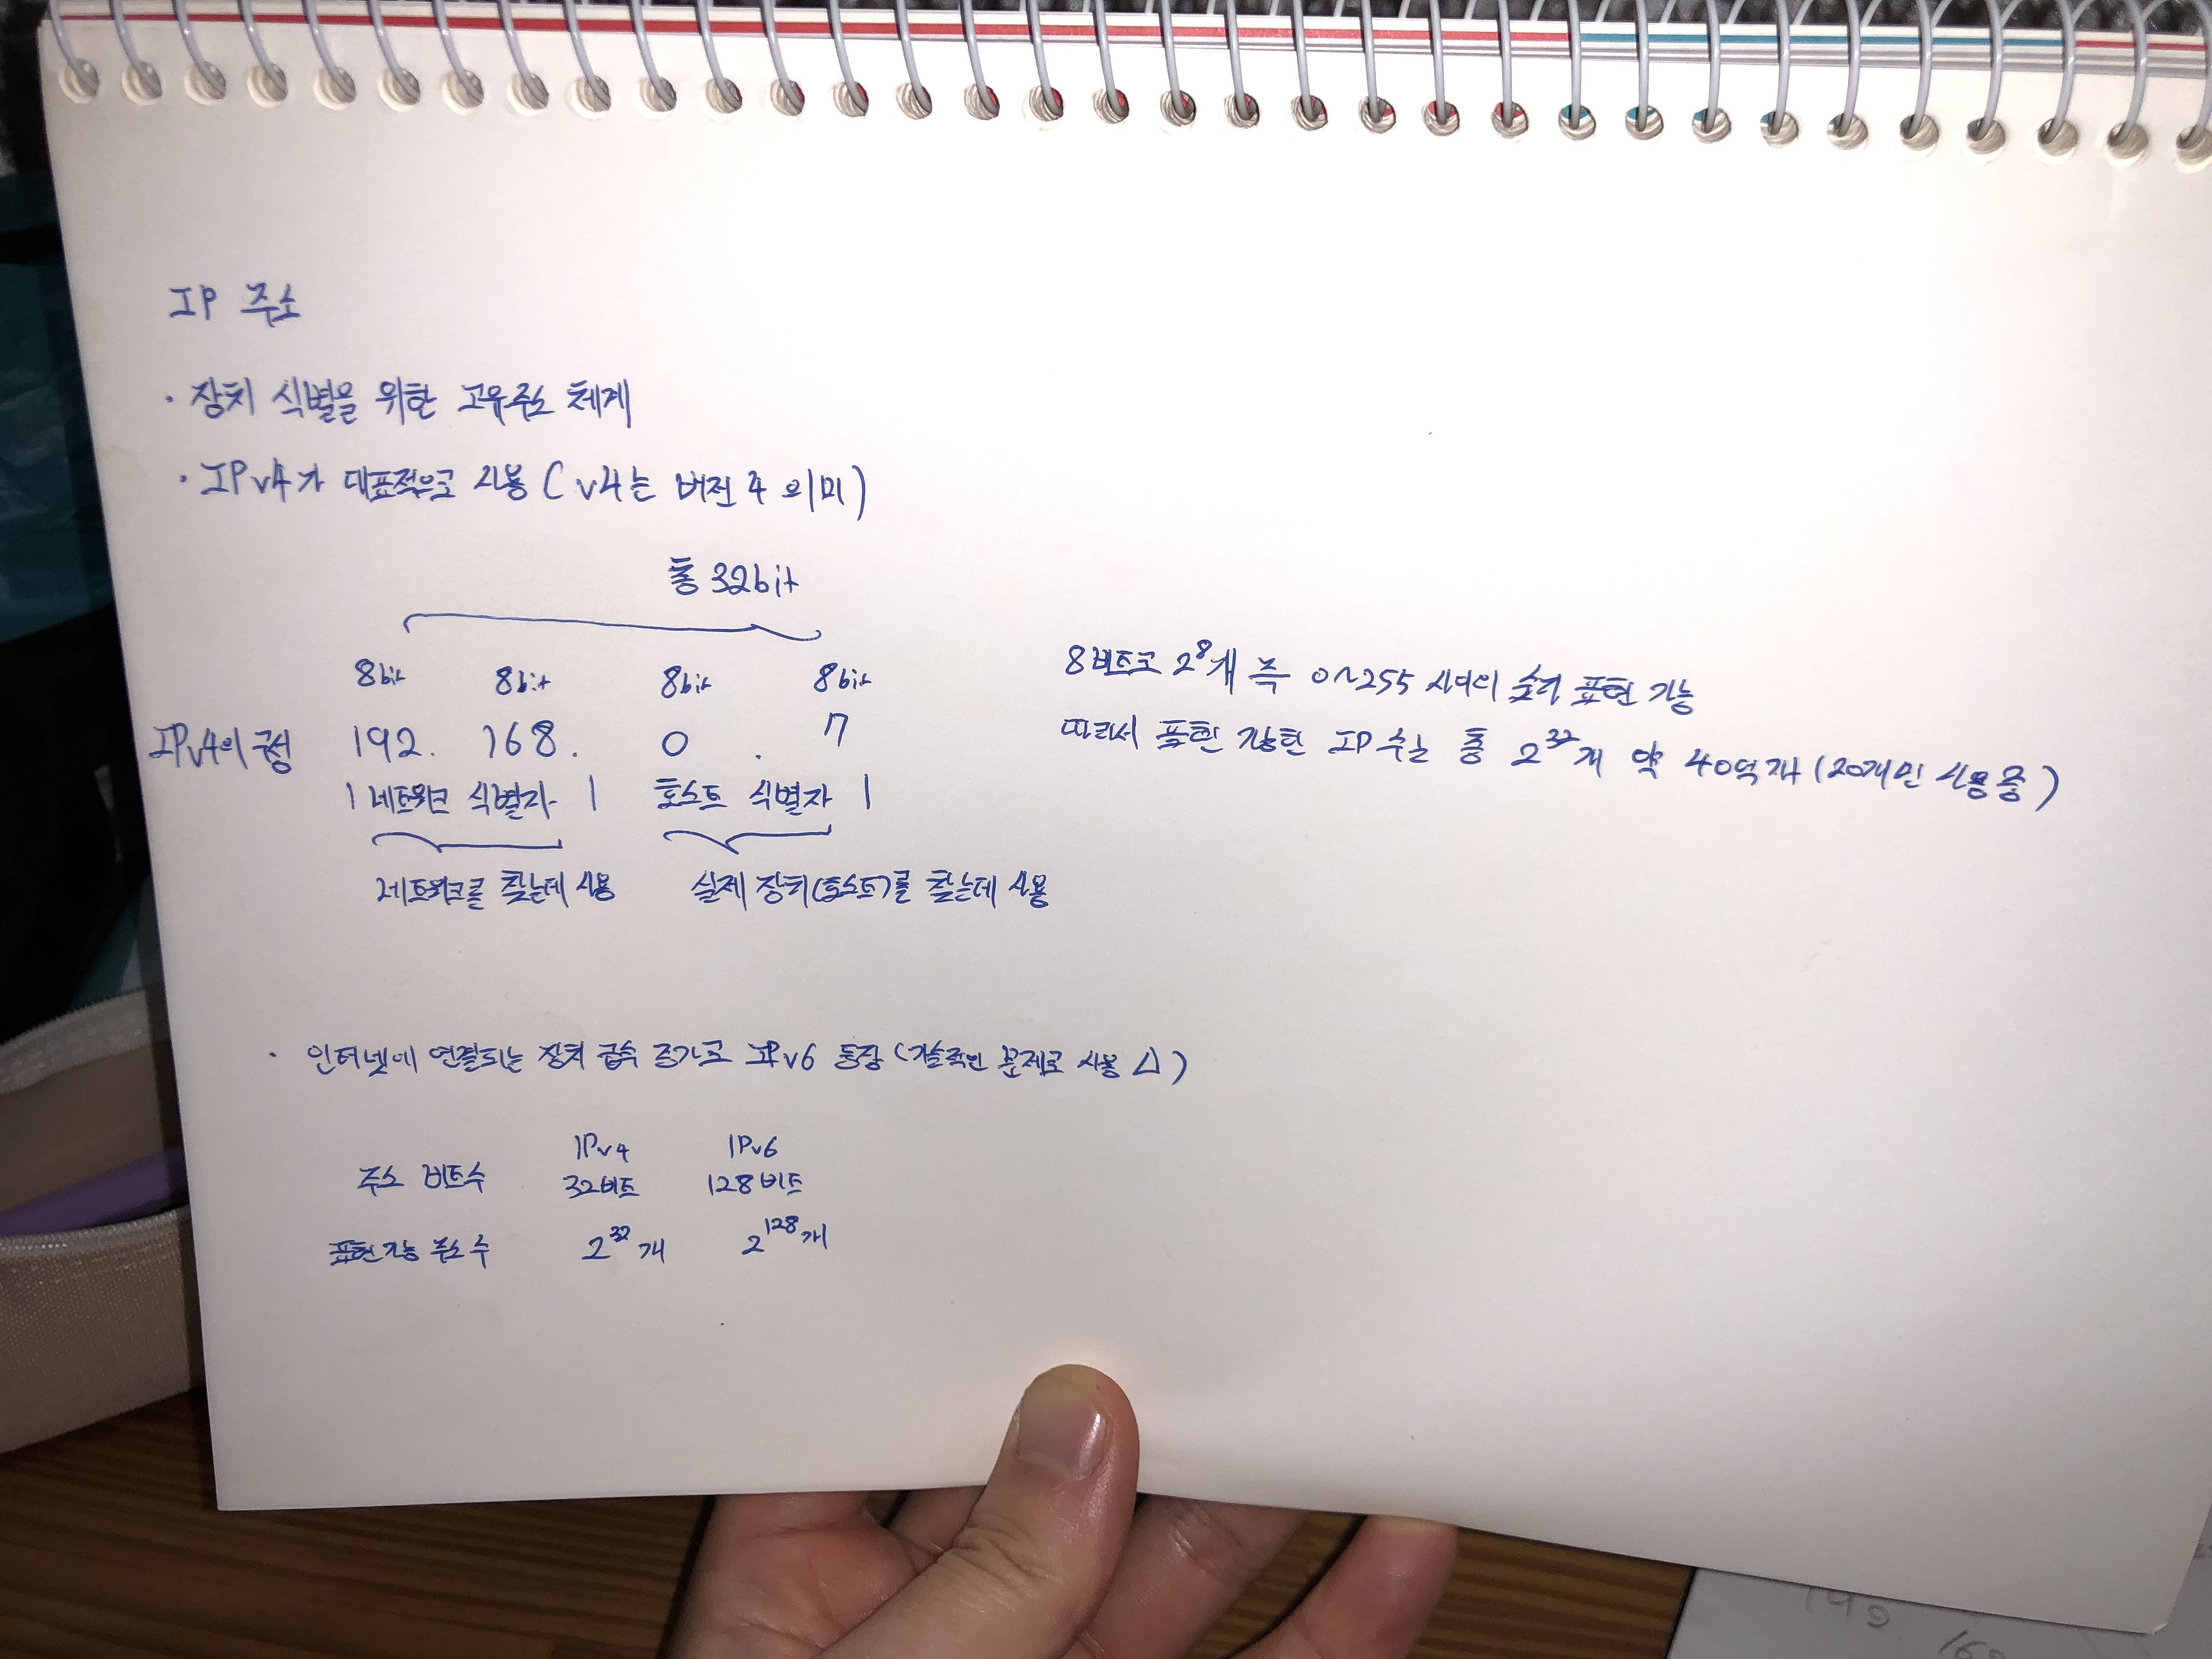 IP 주소
· 장치 식별을 위한 고유주소 체계
· IPv4가 대표적으로 사용 (v4는 버전 4 의미)
총 32bit
8bit 8bit 8bit 8bit
IPv4의 구성 192. 168. 0 . 7
| 네트워크 식별자 | 호스트 식별자 |
네트워크를 찾는데 사용 실제 장치(호스트)를 찾는데 사용
8비트로 2^8개 즉 0~255 사이의 숫자 표현 가능
따라서 표현 가능한 IP 수는 총 2^32개 약 40억개 (20개만 사용중)
· 인터넷에 연결되는 장치 급속 증가로 IPv6 등장 (기술적인 문제로 사용 △)
IPv4 IPv6
주소 비트수 32비트 128비트
표현가능 주소 수 2^32개 2^128개